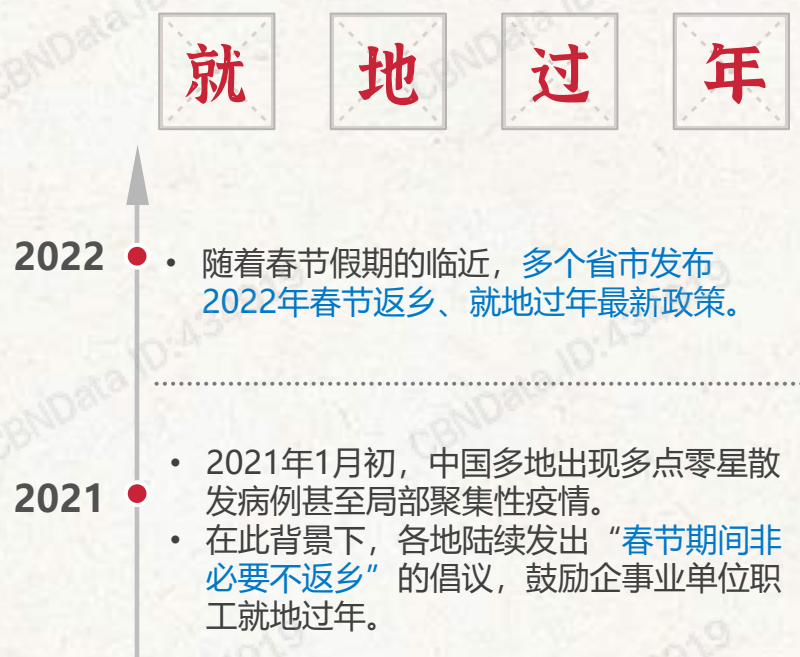 就地过年
2022
• 随着春节假期的临近，多个省市发布
2022年春节返乡、就地过年最新政策。
2021
• 2021年1月初，中国多地出现多点零星散
发病例甚至局部聚集性疫情。
• 在此背景下，各地陆续发出“春节期间非
必要不返乡”的倡议，鼓励企事业单位职
工就地过年。